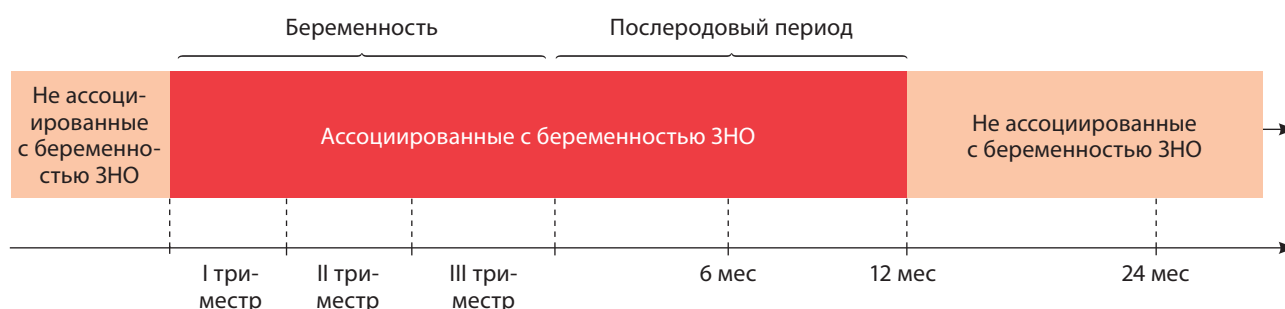 Беременность
Послеродовый период
Не ассоци-
ированные
с беременно-
стью ЗНО
Ассоциированные с беременностью ЗНО
Не ассоциированные
с беременностью ЗНО
I три-
местр
II три-
местр
III три-
местр
6 мес
12 мес
24 мес